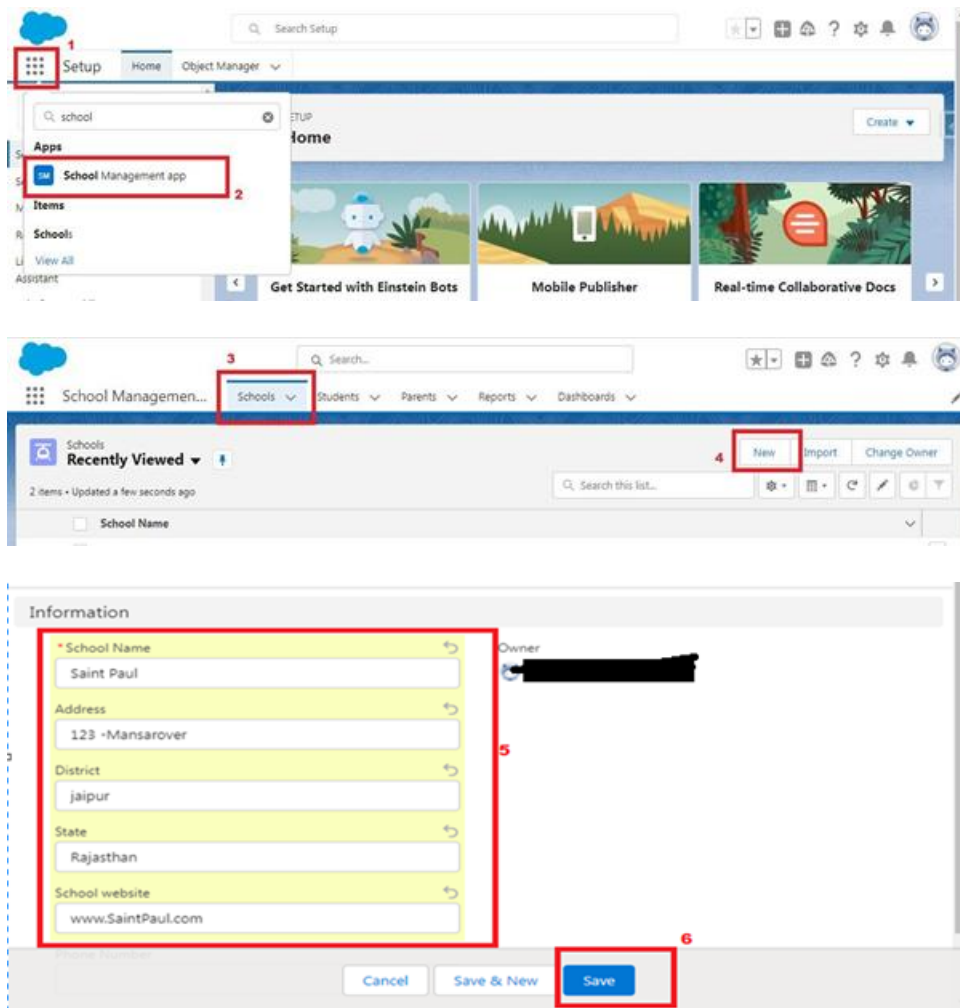 Search Setup
1
Setup Home Object Manager
school
Apps
SM School Management app
2
Items
Schools
View All
Assistant
Home
Create
Get Started with Einstein Bots
Mobile Publisher
Real-time Collaborative Docs
3
Search...
School Managemen... Schools Students Parents Reports Dashboards
Schools
Recently Viewed
4
New Import Change Owner
2 items • Updated a few seconds ago
Search this list...
School Name
Information
*School Name
Owner
Saint Paul
Address
123 -Mansarover
5
District
jaipur
State
Rajasthan
School website
www.SaintPaul.com
6
Phone Number
Cancel Save & New Save